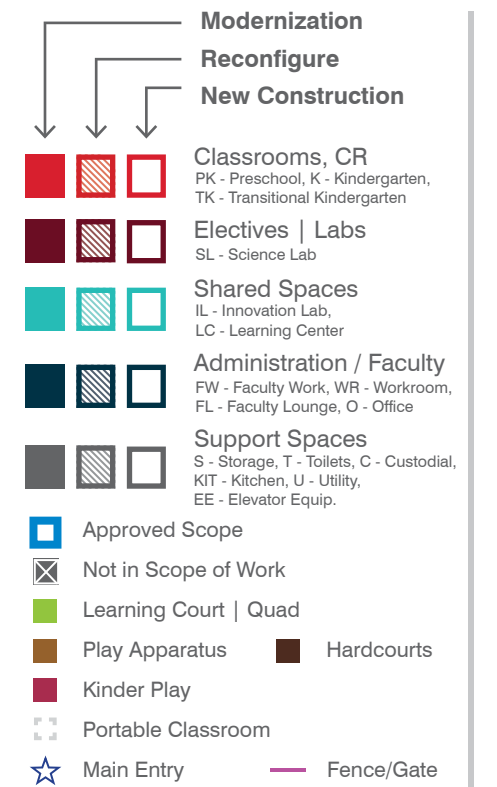 Modernization
Reconfigure
New Construction
Classrooms, CR
PK - Preschool, K - Kindergarten,
TK - Transitional Kindergarten
Electives | Labs
SL - Science Lab
Shared Spaces
IL - Innovation Lab,
LC - Learning Center
Administration / Faculty
FW - Faculty Work, WR - Workroom,
FL - Faculty Lounge, O - Office
Support Spaces
S - Storage, T - Toilets, C - Custodial,
KIT - Kitchen, U - Utility,
EE - Elevator Equip.
Approved Scope
Not in Scope of Work
Learning Court | Quad
Play Apparatus Hardcourts
Kinder Play
Portable Classroom
Main Entry Fence/Gate